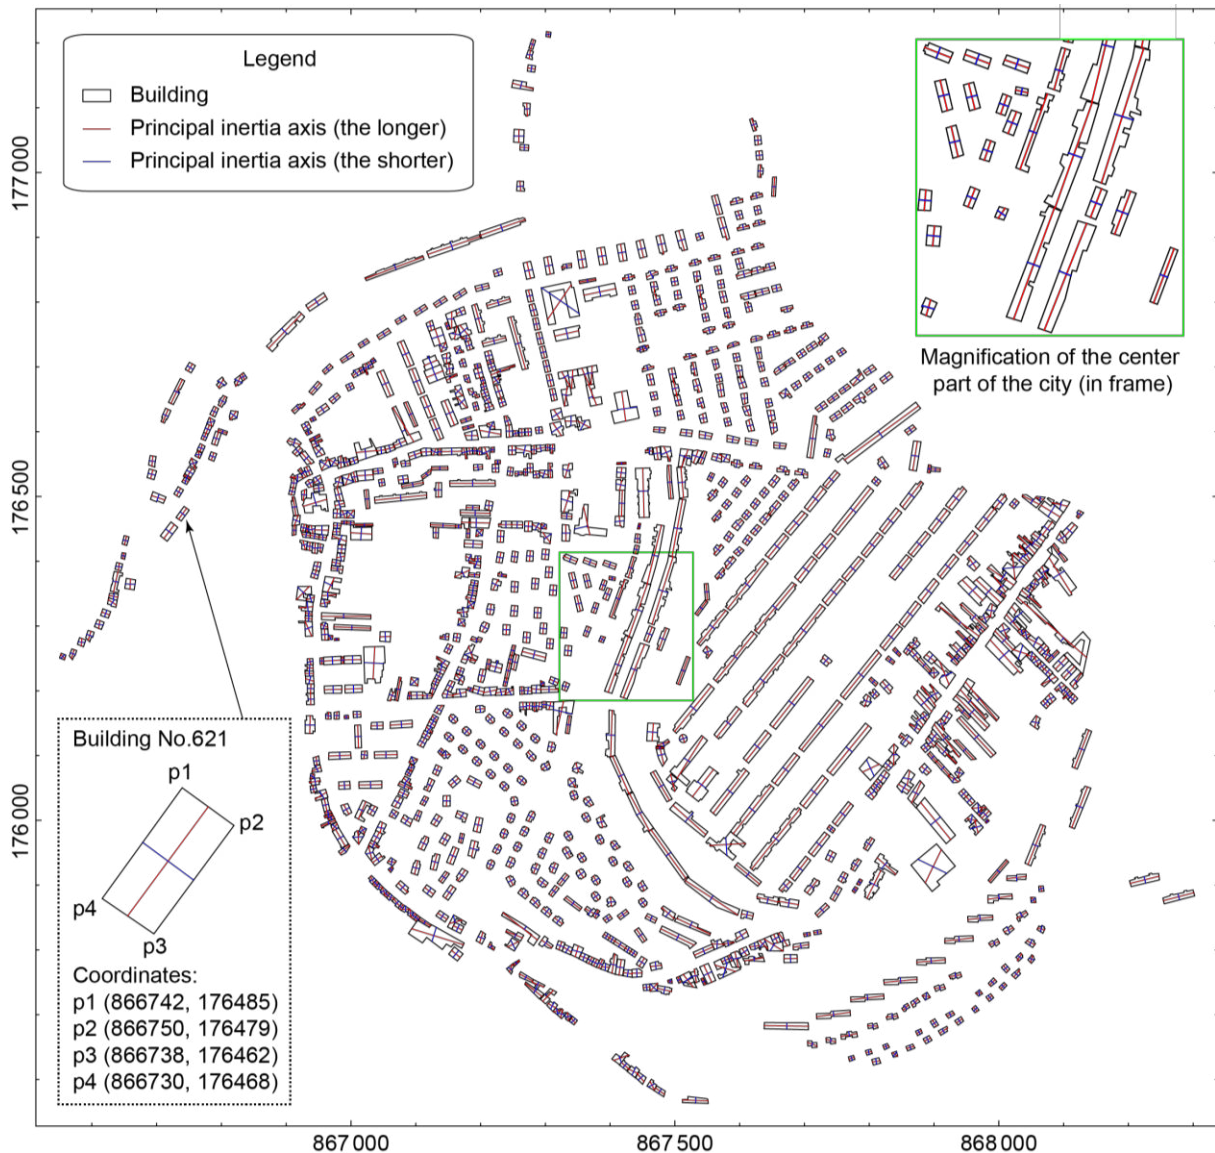 Legend
Building
Principal inertia axis (the longer)
Principal inertia axis (the shorter)
Magnification of the center
part of the city (in frame)
177 000
176 500
176 000
Building No.621
p1
p2
p4
p3
Coordinates:
p1 (866742, 176485)
p2 (866750, 176479)
p3 (866738, 176462)
p4 (866730, 176468)
867 000
867 500
868 000